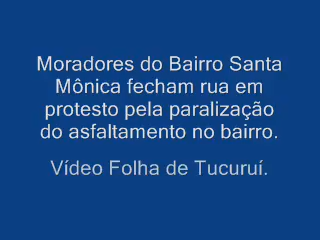 Moradores do Bairro Santa
Mônica fecham rua em
protesto pela paralização
do asfaltamento no bairro.
Vídeo Folha de Tucuruí.